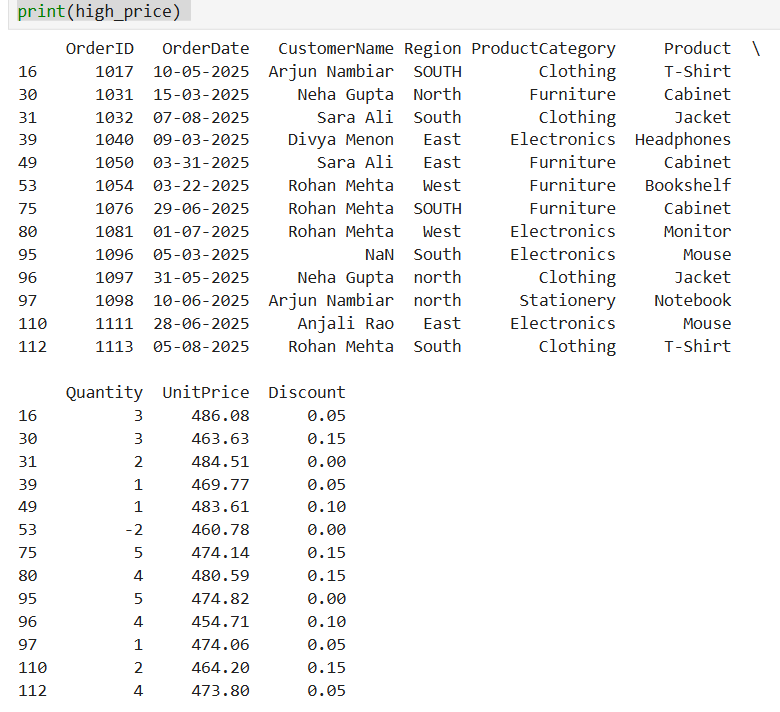 print(high_price)
OrderID OrderDate CustomerName Region ProductCategory Product \
16 1017 10-05-2025 Arjun Nambiar SOUTH Clothing T-Shirt
30 1031 15-03-2025 Neha Gupta North Furniture Cabinet
31 1032 07-08-2025 Sara Ali South Clothing Jacket
39 1040 09-03-2025 Divya Menon East Electronics Headphones
49 1050 03-31-2025 Sara Ali East Furniture Cabinet
53 1054 03-22-2025 Rohan Mehta West Furniture Bookshelf
75 1076 29-06-2025 Rohan Mehta SOUTH Furniture Cabinet
80 1081 01-07-2025 Rohan Mehta West Electronics Monitor
95 1096 05-03-2025 NaN South Electronics Mouse
96 1097 31-05-2025 Neha Gupta north Clothing Jacket
97 1098 10-06-2025 Arjun Nambiar north Stationery Notebook
110 1111 28-06-2025 Anjali Rao East Electronics Mouse
112 1113 05-08-2025 Rohan Mehta South Clothing T-Shirt
Quantity UnitPrice Discount
16 3 486.08 0.05
30 3 463.63 0.15
31 2 484.51 0.00
39 1 469.77 0.05
49 1 483.61 0.10
53 -2 460.78 0.00
75 5 474.14 0.15
80 4 480.59 0.15
95 5 474.82 0.00
96 4 454.71 0.10
97 1 474.06 0.05
110 2 464.20 0.15
112 4 473.80 0.05